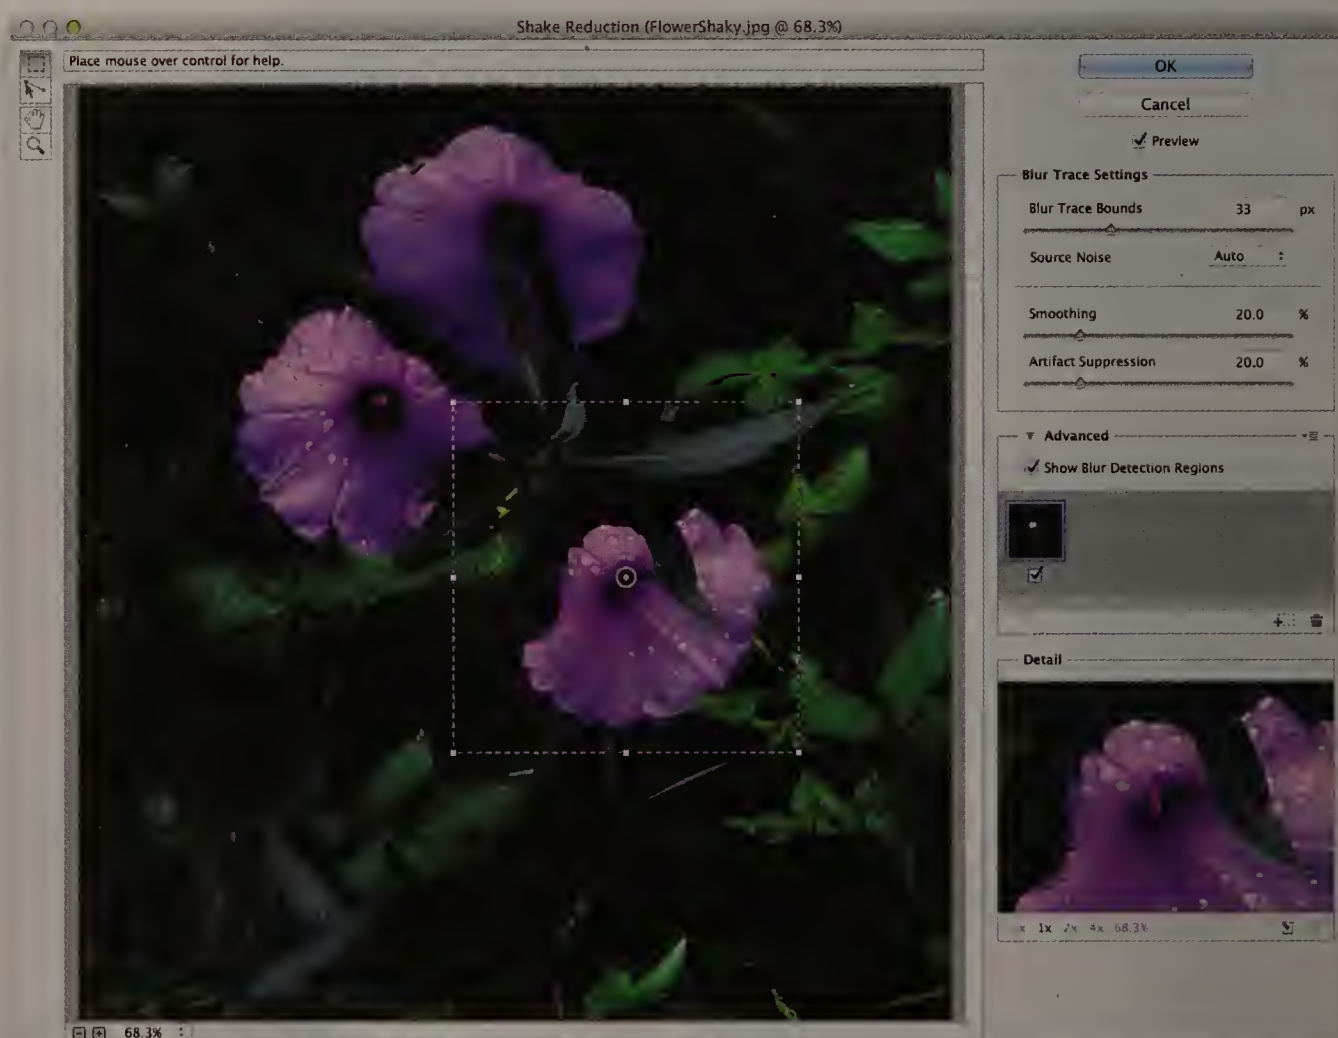 Shake Reduction (FlowerShaky.jpg @ 68.3%)
Place mouse over control for help.
OK
Cancel
Preview
Blur Trace Settings
Blur Trace Bounds 33 px
Source Noise Auto
Smoothing 20.0 %
Artifact Suppression 20.0 %
Advanced
Show Blur Detection Regions
Detail
x 1x 2x 4x 68.3%
68.3%